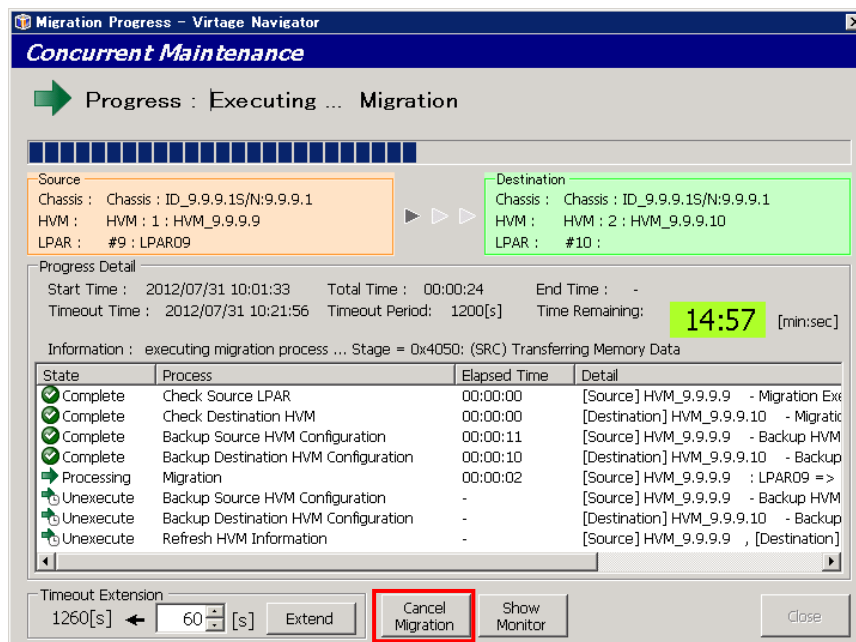 Migration Progress - Virtage Navigator
Concurrent Maintenance
Progress : Executing ... Migration
Source
Chassis : Chassis : ID_9.9.9.1S/N:9.9.9.1
HVM : HVM : 1 : HVM_9.9.9.9
LPAR : #9 : LPAR09
Destination
Chassis : Chassis : ID_9.9.9.1S/N:9.9.9.1
HVM : HVM : 2 : HVM_9.9.9.10
LPAR : #10 :
Progress Detail
Start Time : 2012/07/31 10:01:33 Total Time : 00:00:24 End Time : -
Timeout Time : 2012/07/31 10:21:56 Timeout Period: 1200[s] Time Remaining: 14:57 [min:sec]
Information : executing migration process ... Stage = 0x4050: (SRC) Transferring Memory Data
State Process Elapsed Time Detail
Complete Check Source LPAR 00:00:00 [Source] HVM_9.9.9.9 - Migration Exe
Complete Check Destination HVM 00:00:00 [Destination] HVM_9.9.9.10 - Migratic
Complete Backup Source HVM Configuration 00:00:11 [Source] HVM_9.9.9.9 - Backup HVM
Complete Backup Destination HVM Configuration 00:00:10 [Destination] HVM_9.9.9.10 - Backup
Processing Migration 00:00:02 [Source] HVM_9.9.9.9 : LPAR09 =>
Unexecute Backup Source HVM Configuration - [Source] HVM_9.9.9.9 - Backup HVM
Unexecute Backup Destination HVM Configuration - [Destination] HVM_9.9.9.10 - Backup
Unexecute Refresh HVM Information - [Source] HVM_9.9.9.9 , [Destination]
Timeout Extension
1260[s] 60 [s] Extend
Cancel
Migration
Show
Monitor
Close